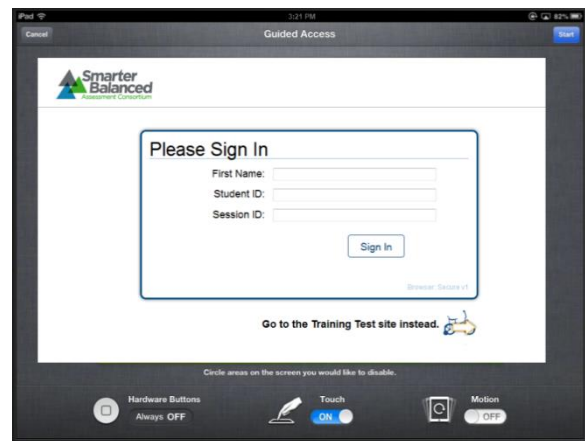 iPad 3:21 PM 82%
Cancel Guided Access Start
Smarter
Balanced
Assessment Consortium
Please Sign In
First Name:
Student ID:
Session ID:
Sign In
Browser: Secure v1
Go to the Training Test site instead.
Circle areas on the screen you would like to disable.
Hardware Buttons
Always OFF
Touch
ON
Motion
OFF